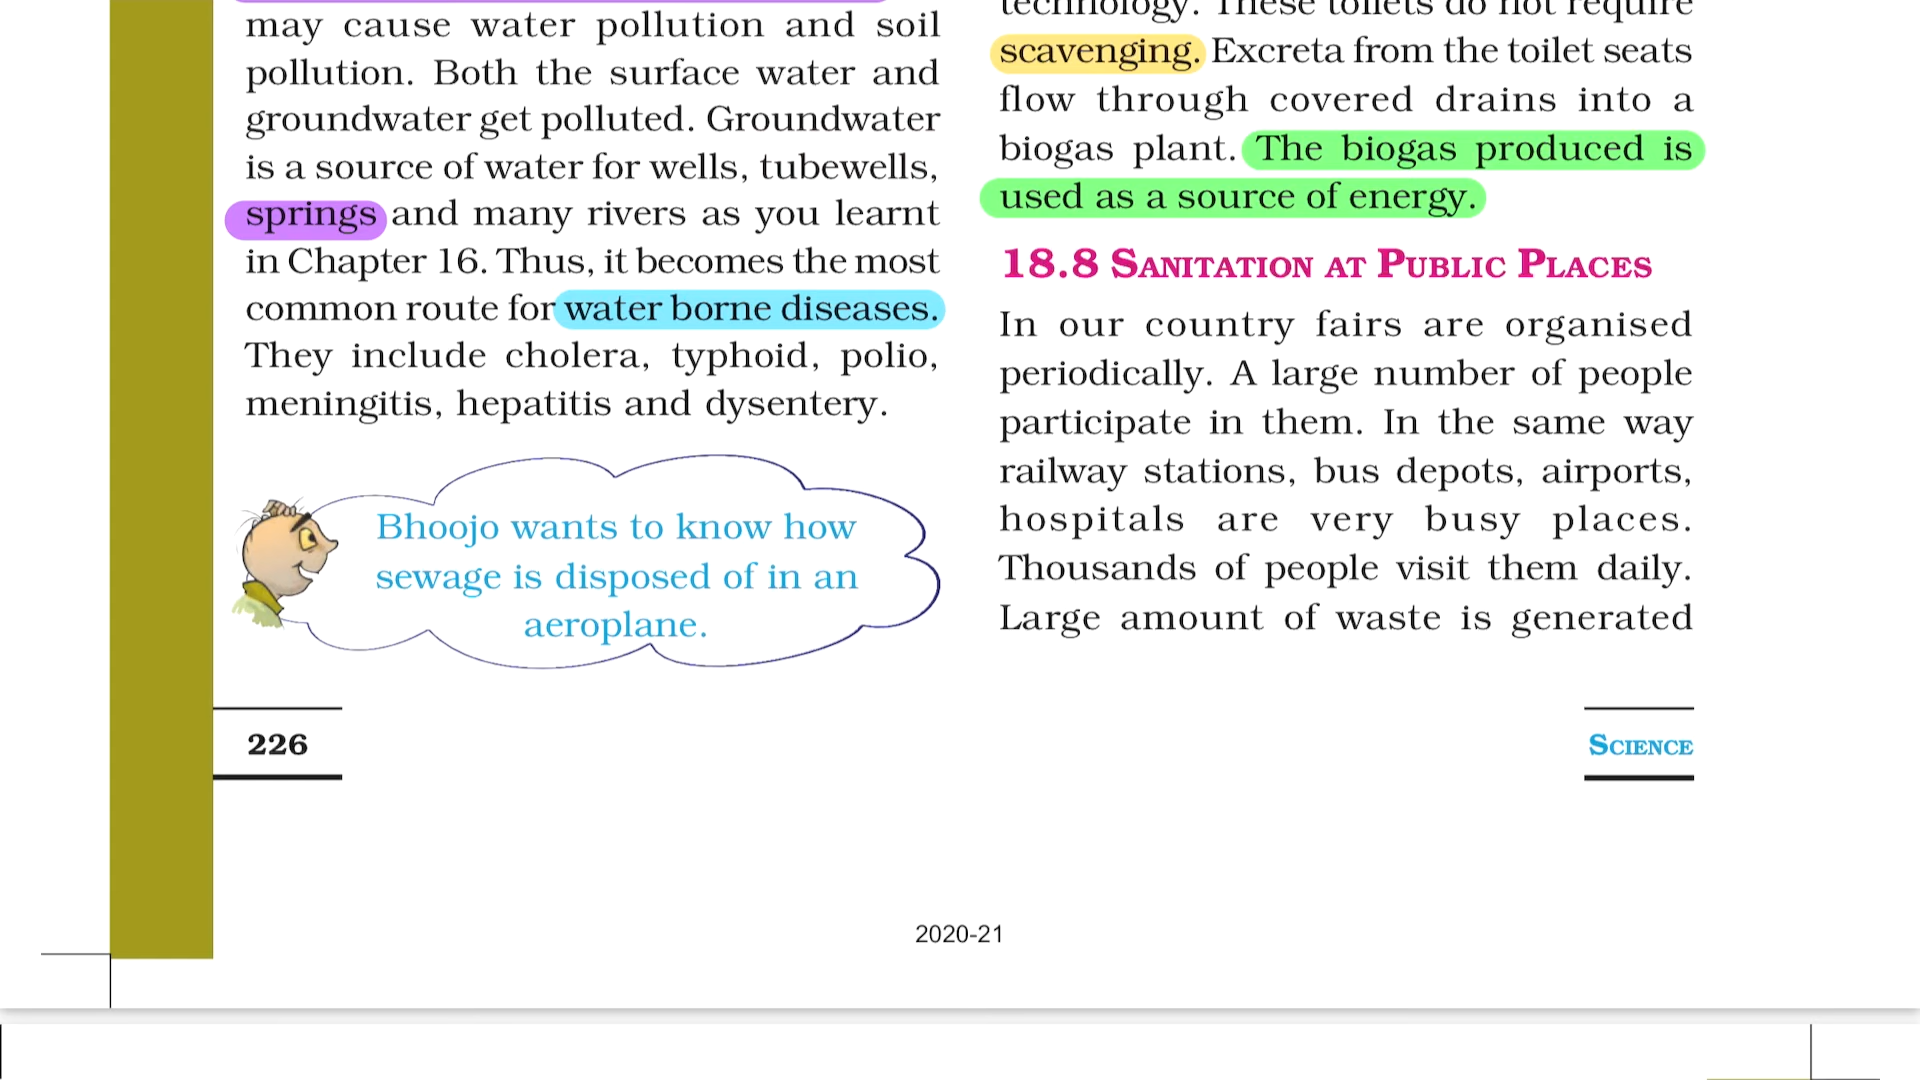 may cause water pollution and soil
pollution. Both the surface water and
groundwater get polluted. Groundwater
is a source of water for wells, tubewells,
springs and many rivers as you learnt
in Chapter 16. Thus, it becomes the most
common route for water borne diseases.
They include cholera, typhoid, polio,
meningitis, hepatitis and dysentery.
Bhoojo wants to know how
sewage is disposed of in an
aeroplane.
technology. These toilets do not require
scavenging. Excreta from the toilet seats
flow through covered drains into a
biogas plant. The biogas produced is
used as a source of energy.
18.8 SANITATION AT PUBLIC PLACES
In our country fairs are organised
periodically. A large number of people
participate in them. In the same way
railway stations, bus depots, airports,
hospitals are very busy places.
Thousands of people visit them daily.
Large amount of waste is generated
226
SCIENCE
2020-21